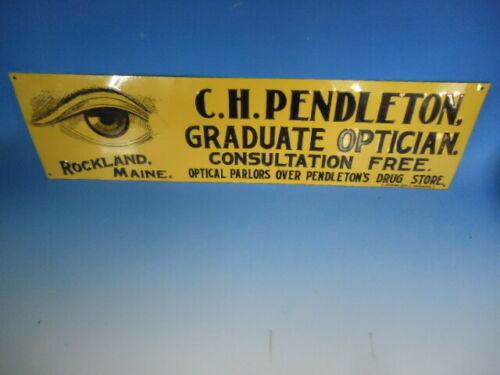 C.H. PENDLETON.
GRADUATE OPTICIAN.
CONSULTATION FREE.
OPTICAL PARLORS OVER PENDLETON'S DRUG STORE.
ROCKLAND,
MAINE.